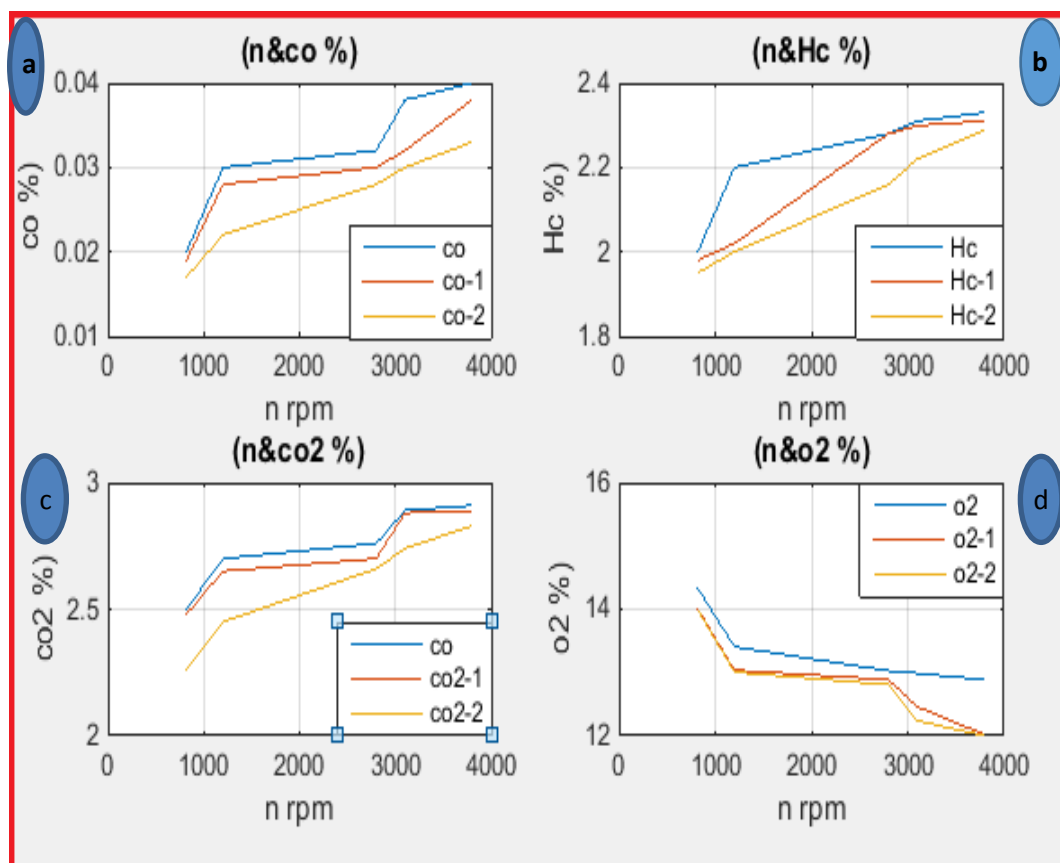 a
(n&co %)
0.04
0.03
0.02
0.01
co %)
co
co-1
co-2
0 1000 2000 3000 4000
n rpm
b
(n&Hc %)
2.4
2.2
2
1.8
Hc %)
Hc
Hc-1
Hc-2
0 1000 2000 3000 4000
n rpm
c
(n&co2 %)
3
2.5
2
co2 %)
co
co2-1
co2-2
0 1000 2000 3000 4000
n rpm
d
(n&o2 %)
16
14
12
o2 %)
o2
o2-1
o2-2
0 1000 2000 3000 4000
n rpm